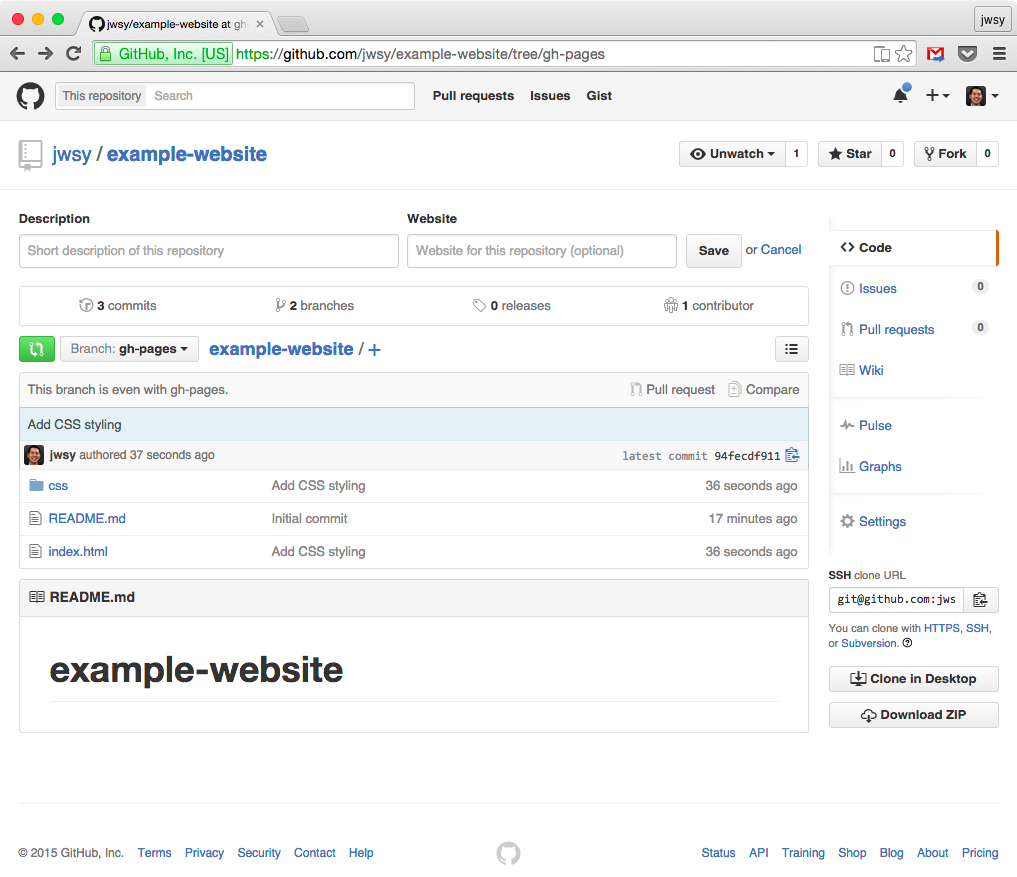 jwsy/example-website at gh
jwsy
GitHub, Inc. [US] https://github.com/jwsy/example-website/tree/gh-pages
This repository Search Pull requests Issues Gist
jwsy / example-website Unwatch 1 Star 0 Fork 0
Description Website
Short description of this repository Website for this repository (optional) Save or Cancel
3 commits 2 branches 0 releases 1 contributor
Branch: gh-pages example-website / +
This branch is even with gh-pages. Pull request Compare
Add CSS styling
jwsy authored 37 seconds ago latest commit 94fecdf911
css Add CSS styling 36 seconds ago
README.md Initial commit 17 minutes ago
index.html Add CSS styling 36 seconds ago
README.md
example-website
Code
Issues 0
Pull requests 0
Wiki
Pulse
Graphs
Settings
SSH clone URL
git@github.com:jws
You can clone with HTTPS, SSH,
or Subversion.
Clone in Desktop
Download ZIP
© 2015 GitHub, Inc. Terms Privacy Security Contact Help Status API Training Shop Blog About Pricing